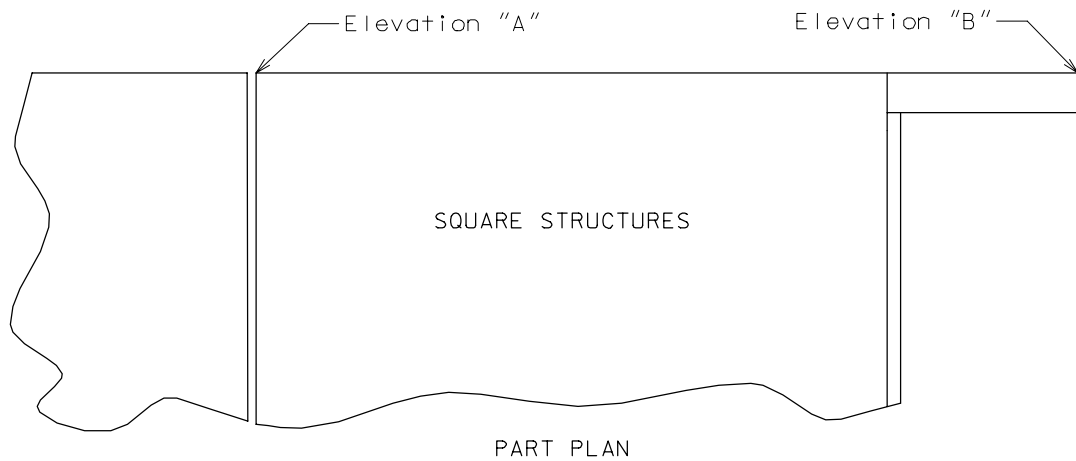 Elevation "A"
Elevation "B"
SQUARE STRUCTURES
PART PLAN